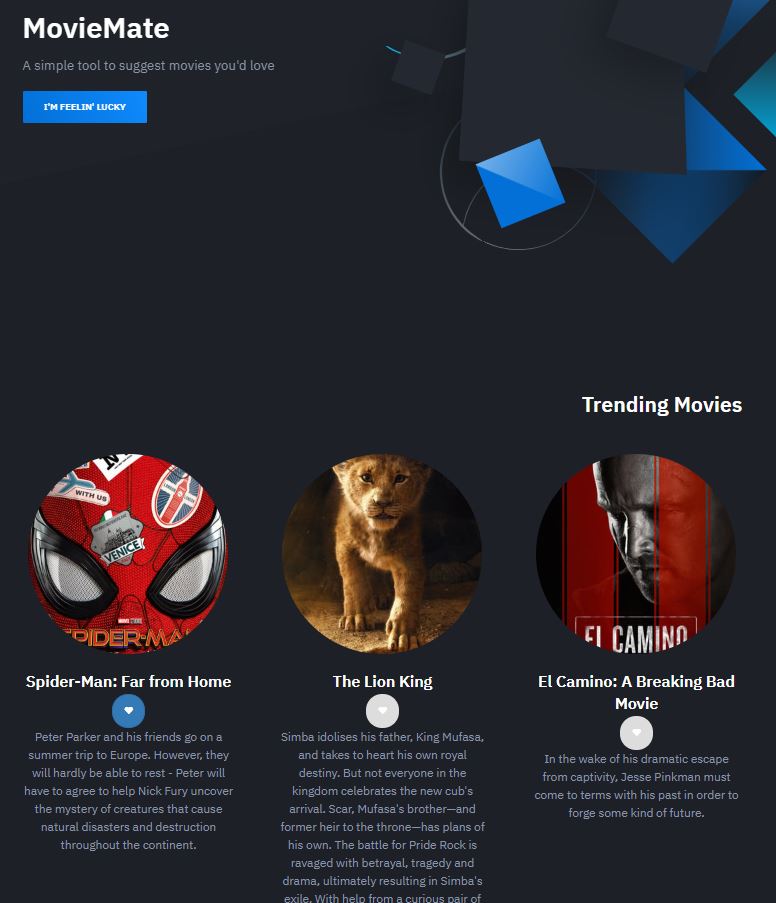 MovieMate
A simple tool to suggest movies you'd love
I'M FEELIN' LUCKY
Trending Movies
WITH US
VENICE
SPIDER-MA
EL CAMINO
Spider-Man: Far from Home
Peter Parker and his friends go on a
summer trip to Europe. However, they
will hardly be able to rest - Peter will
have to agree to help Nick Fury uncover
the mystery of creatures that cause
natural disasters and destruction
throughout the continent.
The Lion King
Simba idolises his father, King Mufasa,
and takes to heart his own royal
destiny. But not everyone in the
kingdom celebrates the new cub's
arrival. Scar, Mufasa's brother—and
former heir to the throne—has plans of
his own. The battle for Pride Rock is
ravaged with betrayal, tragedy and
drama, ultimately resulting in Simba's
exile. With help from a curious pair of
El Camino: A Breaking Bad
Movie
In the wake of his dramatic escape
from captivity, Jesse Pinkman must
come to terms with his past in order to
forge some kind of future.